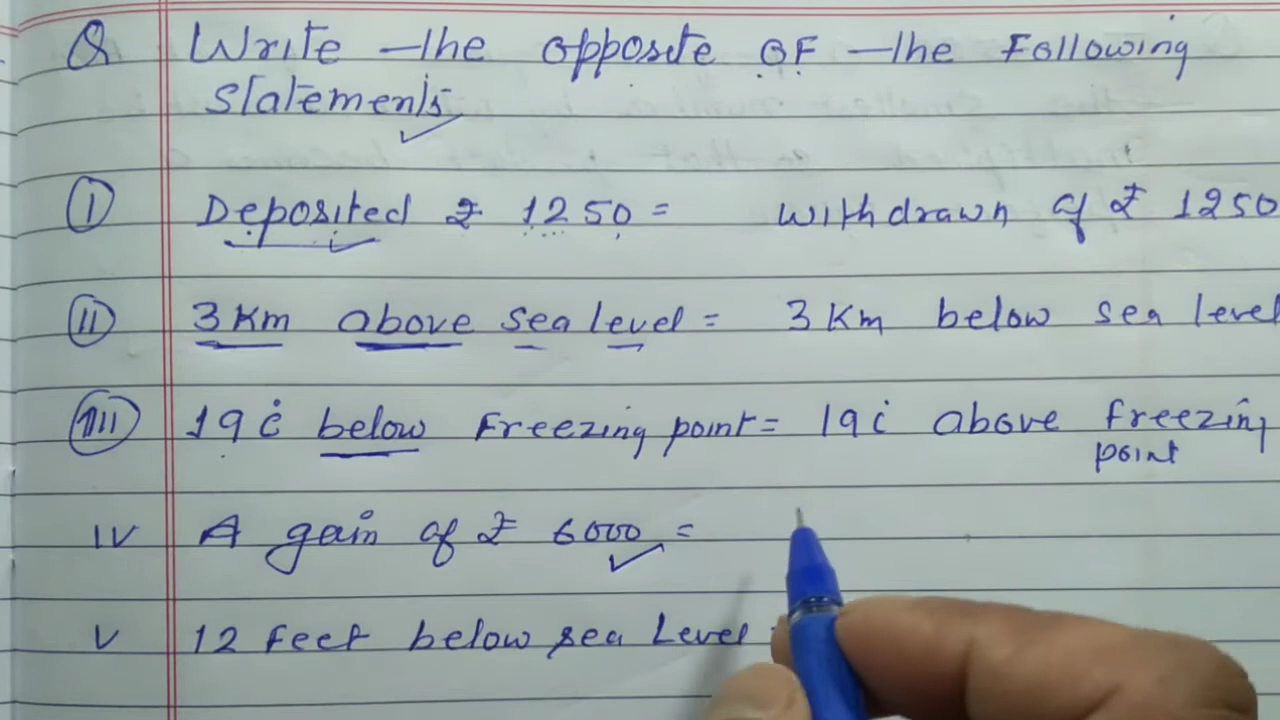 Q Write the opposite OF the Following
Statements.
(I) Deposited ₹ 1250 = Withdrawn of ₹ 1250
(II) 3 Km above sea level = 3 Km below sea level
(III) 19 c° below Freezing point = 19 c° above freezing
point
IV A gain of ₹ 6000 =
V 12 Feet below sea Level